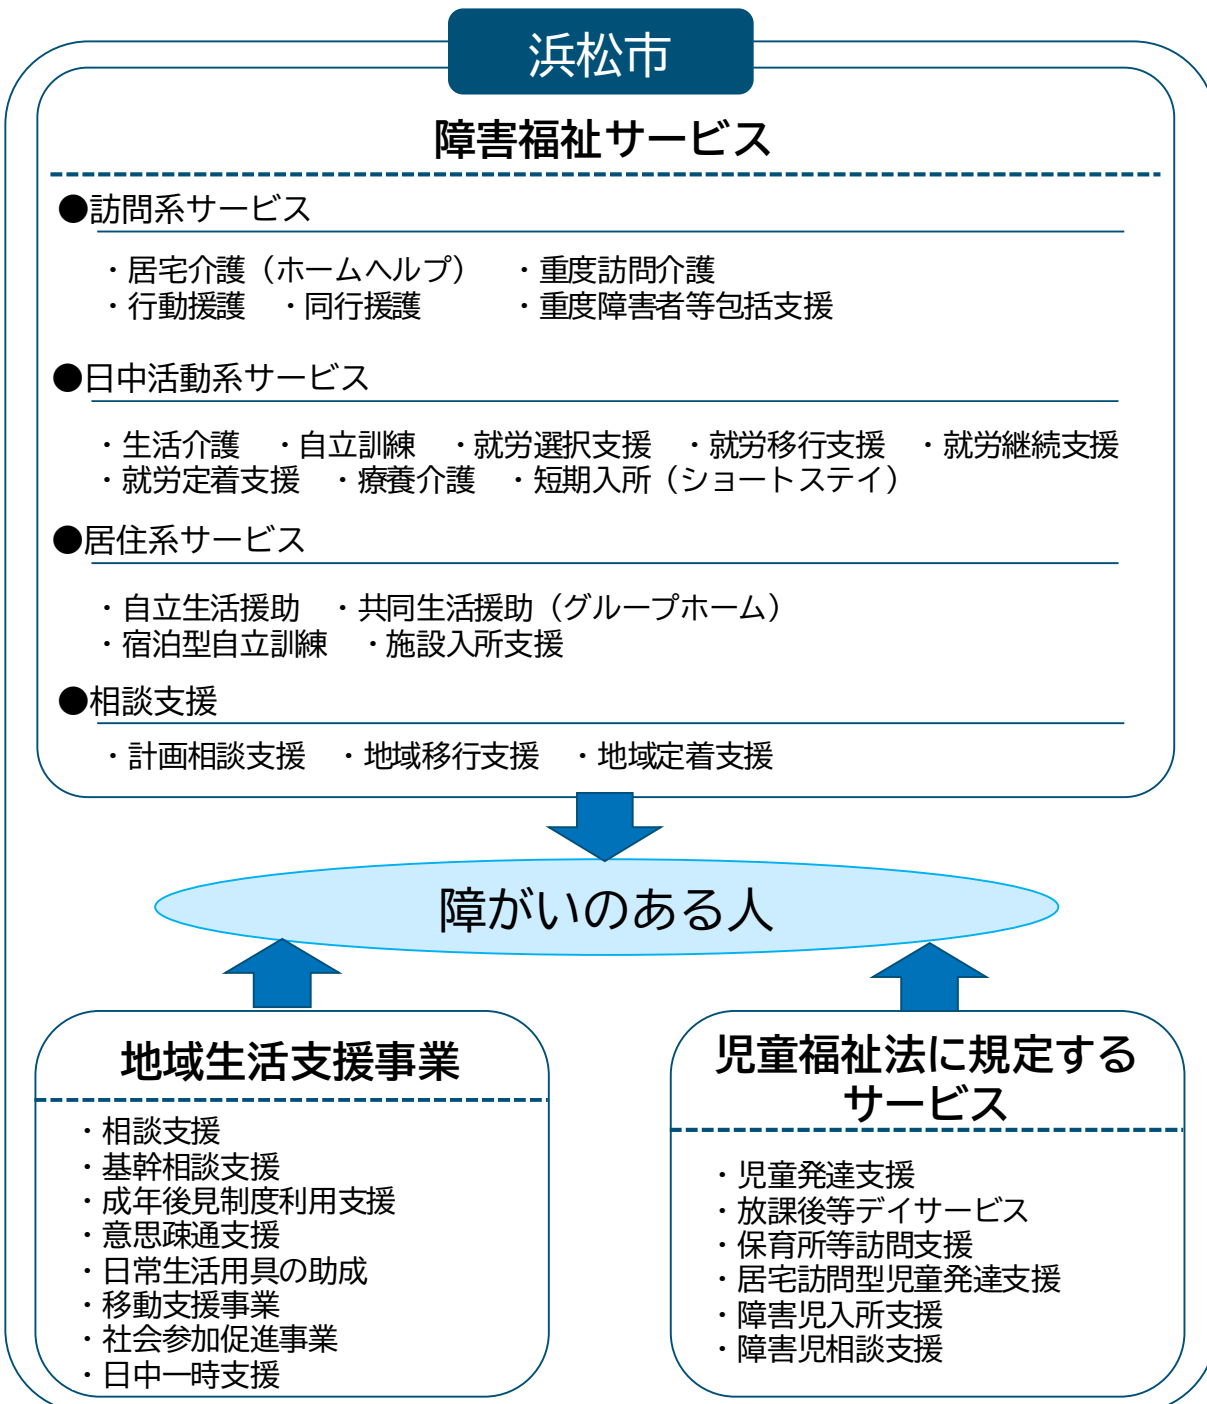 浜松市
障害福祉サービス
●訪問系サービス
・居宅介護（ホームヘルプ）　・重度訪問介護
・行動援護　・同行援護　・重度障害者等包括支援
●日中活動系サービス
・生活介護　・自立訓練　・就労選択支援　・就労移行支援　・就労継続支援
・就労定着支援　・療養介護　・短期入所（ショートステイ）
●居住系サービス
・自立生活援助　・共同生活援助（グループホーム）
・宿泊型自立訓練　・施設入所支援
●相談支援
・計画相談支援　・地域移行支援　・地域定着支援
障がいのある人
地域生活支援事業
・相談支援
・基幹相談支援
・成年後見制度利用支援
・意思疎通支援
・日常生活用具の助成
・移動支援事業
・社会参加促進事業
・日中一時支援
児童福祉法に規定する
サービス
・児童発達支援
・放課後等デイサービス
・保育所等訪問支援
・居宅訪問型児童発達支援
・障害児入所支援
・障害児相談支援